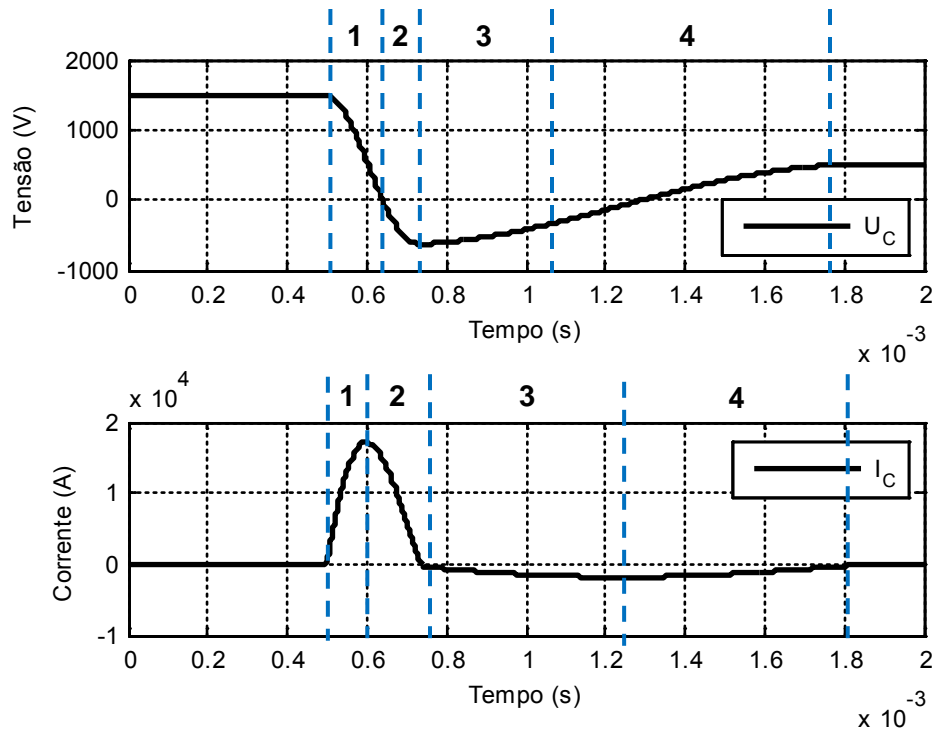 1 2 3 4
2000
1000
0
-1000
Tensão (V)
U_C
0 0.2 0.4 0.6 0.8 1 1.2 1.4 1.6 1.8 2
Tempo (s)
x 10^-3
x 10^4
1 2 3 4
2
1
0
-1
Corrente (A)
I_C
0 0.2 0.4 0.6 0.8 1 1.2 1.4 1.6 1.8 2
Tempo (s)
x 10^-3